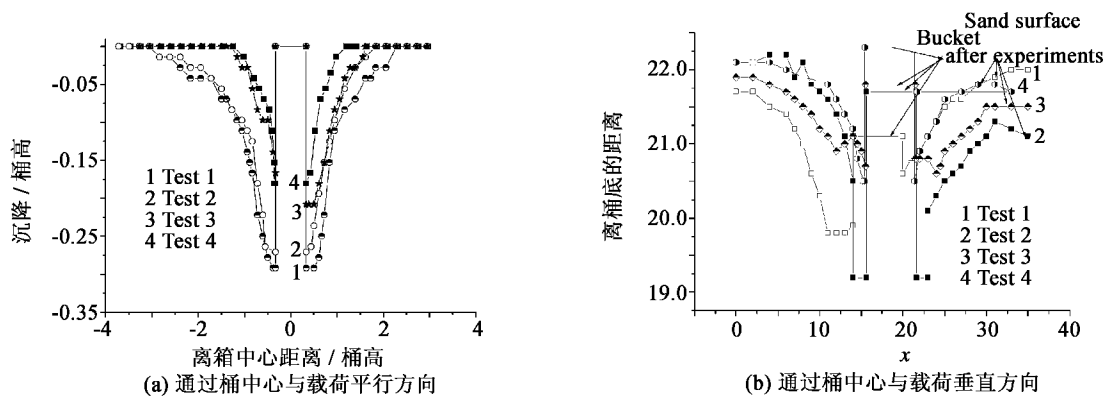 -0.05
-0.15
-0.25
-0.35
沉降 / 桶高
1 Test 1
2 Test 2
3 Test 3
4 Test 4
4
3
2
1
-4
-2
0
2
4
离箱中心距离 / 桶高
(a) 通过桶中心与载荷平行方向
Sand surface
Bucket
after experiments
22.0
21.0
20.0
19.0
离桶底的距离
1
4
3
2
1 Test 1
2 Test 2
3 Test 3
4 Test 4
0
10
20
30
40
x
(b) 通过桶中心与载荷垂直方向